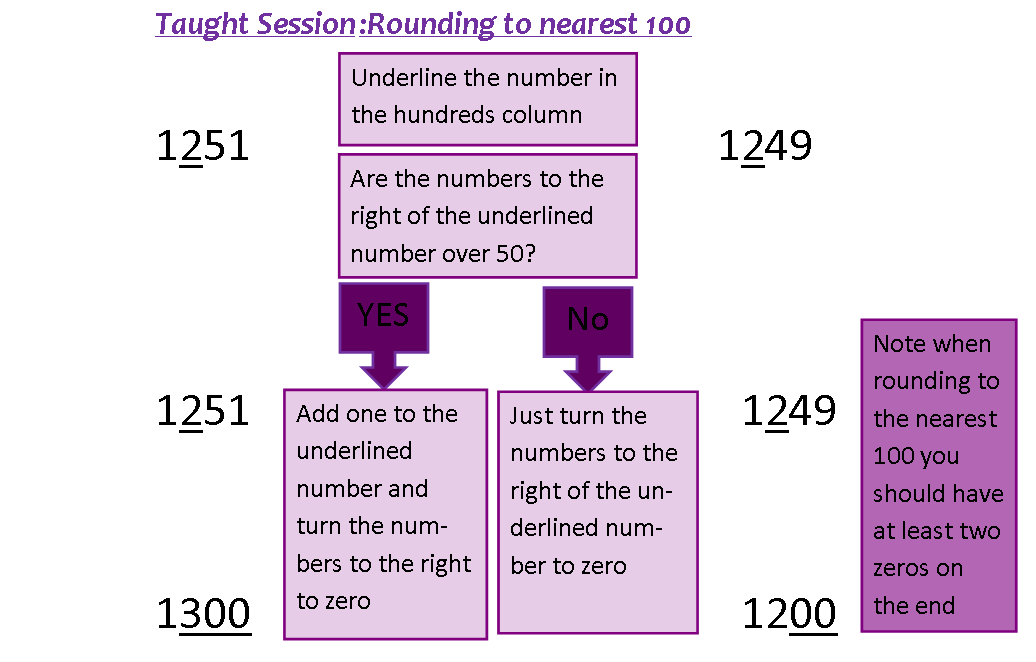 Taught Session:Rounding to nearest 100
Underline the number in
the hundreds column
1251
1249
Are the numbers to the
right of the underlined
number over 50?
YES
No
1251
Add one to the
underlined
number and
turn the num-
bers to the right
to zero
Just turn the
numbers to the
right of the un-
derlined num-
ber to zero
1249
1300
1200
Note when
rounding to
the nearest
100 you
should have
at least two
zeros on
the end